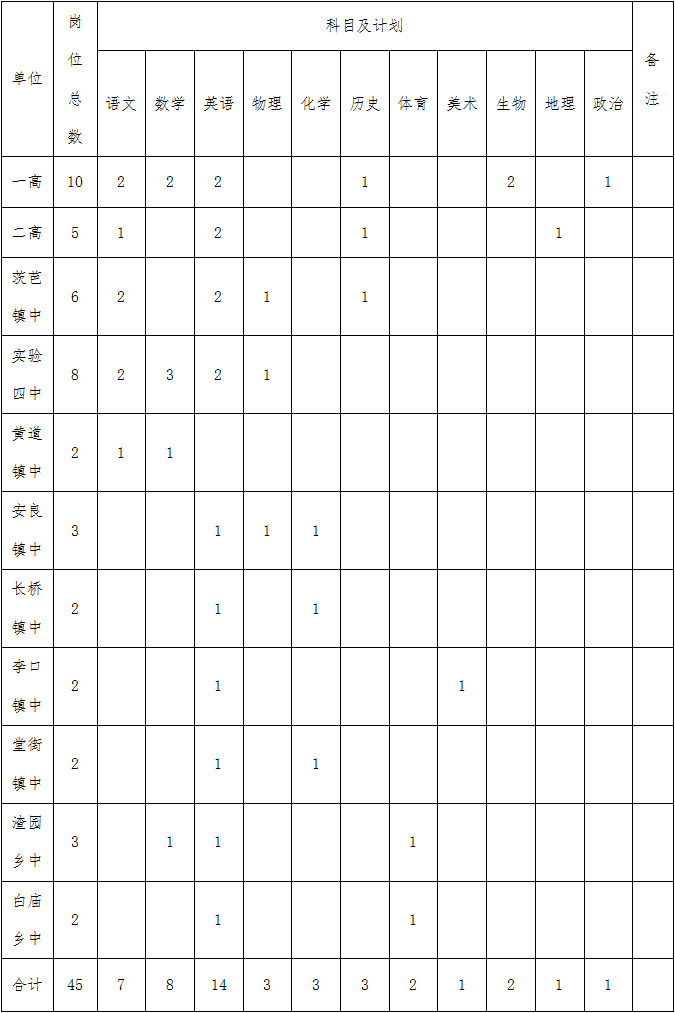 单位 岗位总数 科目及计划 备注
语文 数学 英语 物理 化学 历史 体育 美术 生物 地理 政治
一高 10 2 2 2 1 2 1
二高 5 1 2 1 1
茨芭镇中 6 2 2 1 1
实验四中 8 2 3 2 1
黄道镇中 2 1 1
安良镇中 3 1 1 1
长桥镇中 2 1 1
李口镇中 2 1 1
堂街镇中 2 1 1
渣园乡中 3 1 1 1
白庙乡中 2 1 1
合计 45 7 8 14 3 3 3 2 1 2 1 1